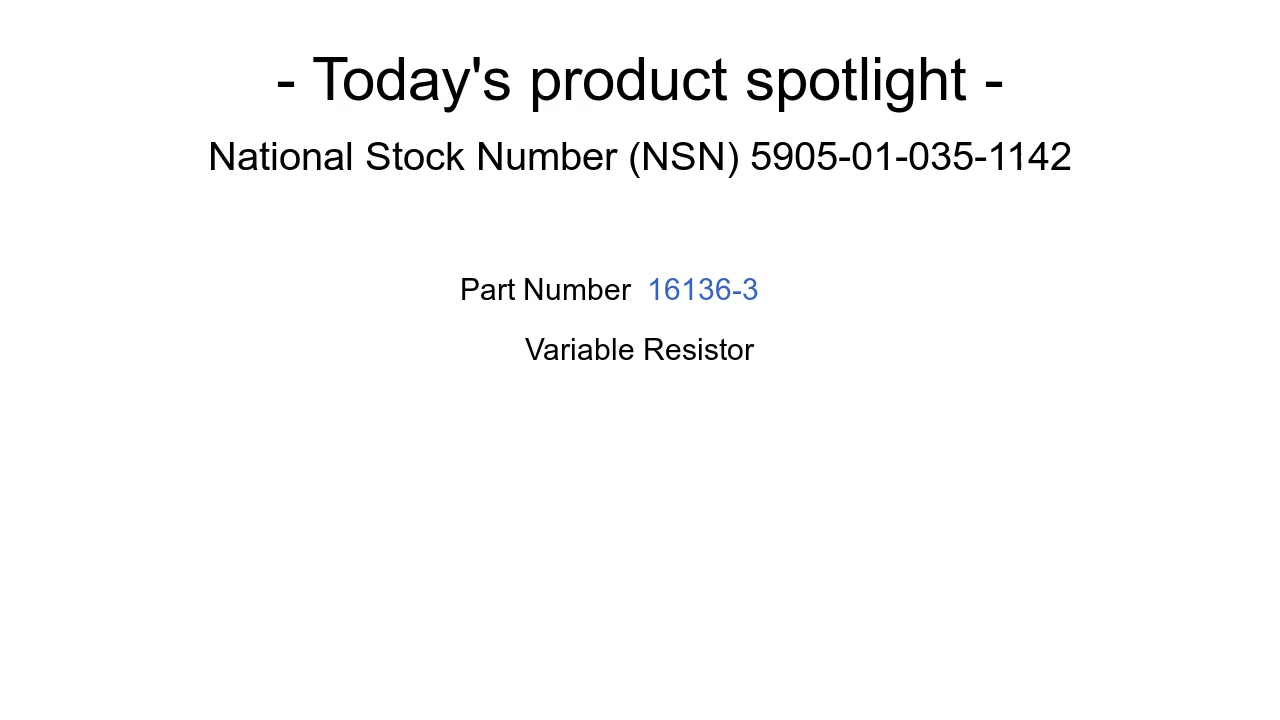 - Today's product spotlight -
National Stock Number (NSN) 5905-01-035-1142
Part Number 16136-3
Variable Resistor